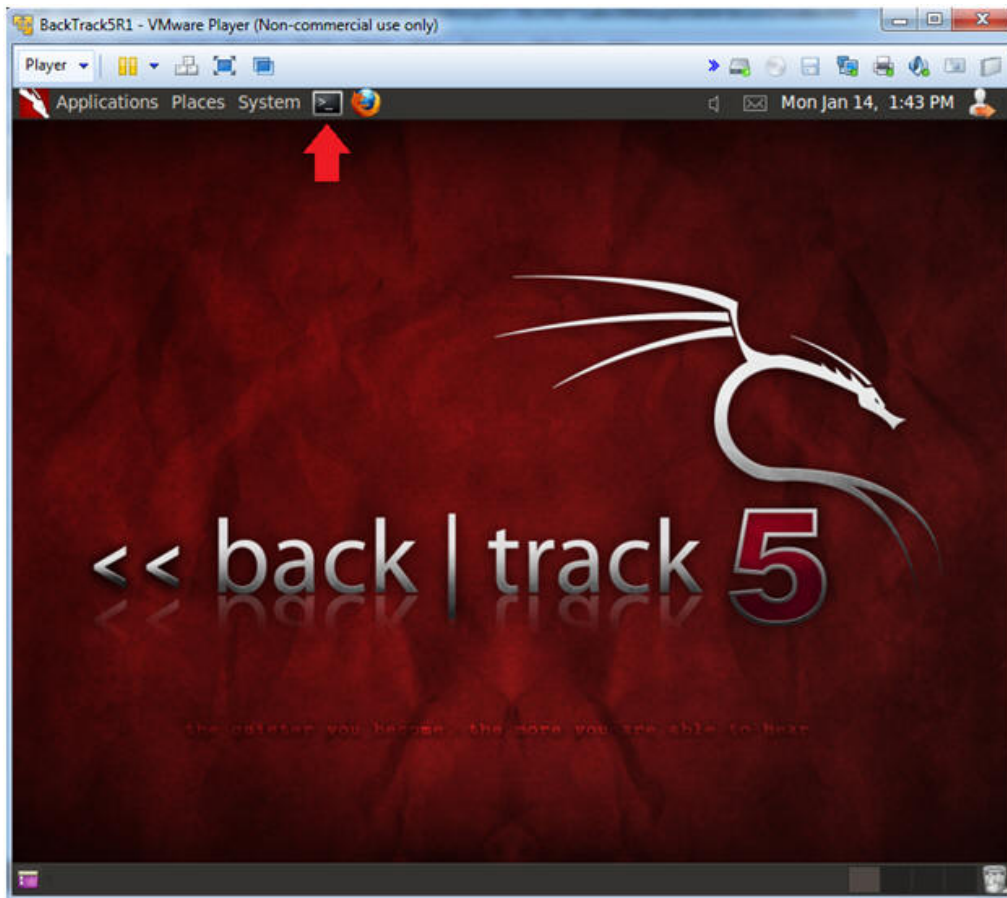 BackTrack5R1 - VMware Player (Non-commercial use only)
Player
Applications Places System Mon Jan 14, 1:43 PM
<< back | track 5
the quieter you become, the more you are able to hear